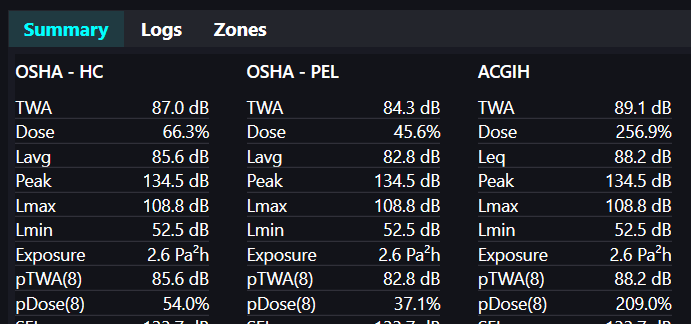 Summary Logs Zones
OSHA - HC OSHA - PEL ACGIH
TWA 87.0 dB TWA 84.3 dB TWA 89.1 dB
Dose 66.3% Dose 45.6% Dose 256.9%
Lavg 85.6 dB Lavg 82.8 dB Leq 88.2 dB
Peak 134.5 dB Peak 134.5 dB Peak 134.5 dB
Lmax 108.8 dB Lmax 108.8 dB Lmax 108.8 dB
Lmin 52.5 dB Lmin 52.5 dB Lmin 52.5 dB
Exposure 2.6 Pa²h Exposure 2.6 Pa²h Exposure 2.6 Pa²h
pTWA(8) 85.6 dB pTWA(8) 82.8 dB pTWA(8) 88.2 dB
pDose(8) 54.0% pDose(8) 37.1% pDose(8) 209.0%